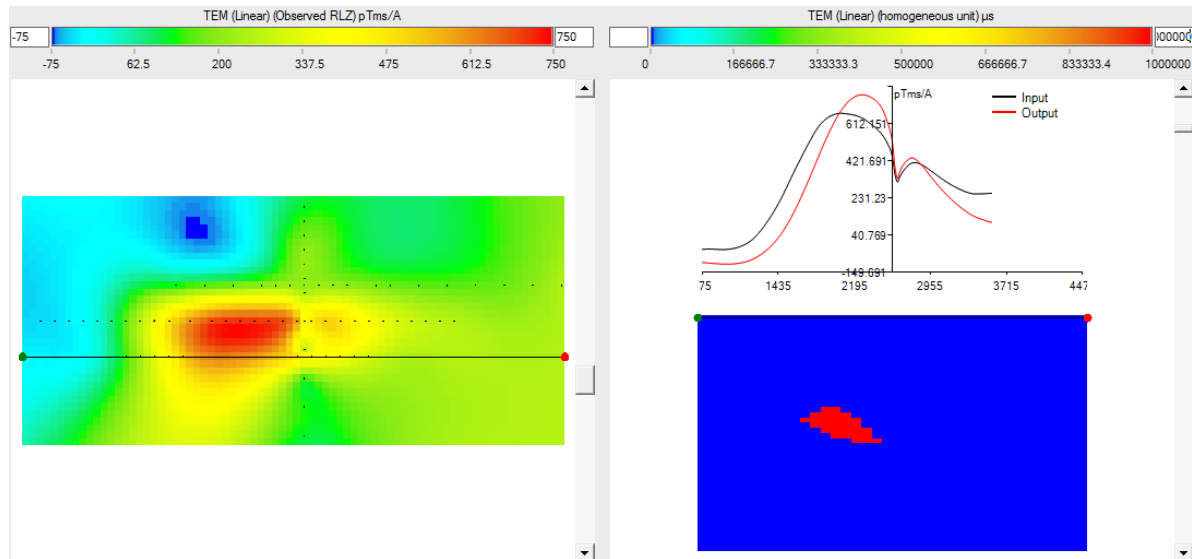 TEM (Linear) (Observed RLZ) pTms/A
-75
750
-75 62.5 200 337.5 475 612.5 750
TEM (Linear) (homogeneous unit) µs
0 166666.7 333333.3 500000 666666.7 833333.4 1000000
pTms/A
Input
Output
612.151
421.691
231.23
40.769
-149.691
75 1435 2195 2955 3715 447